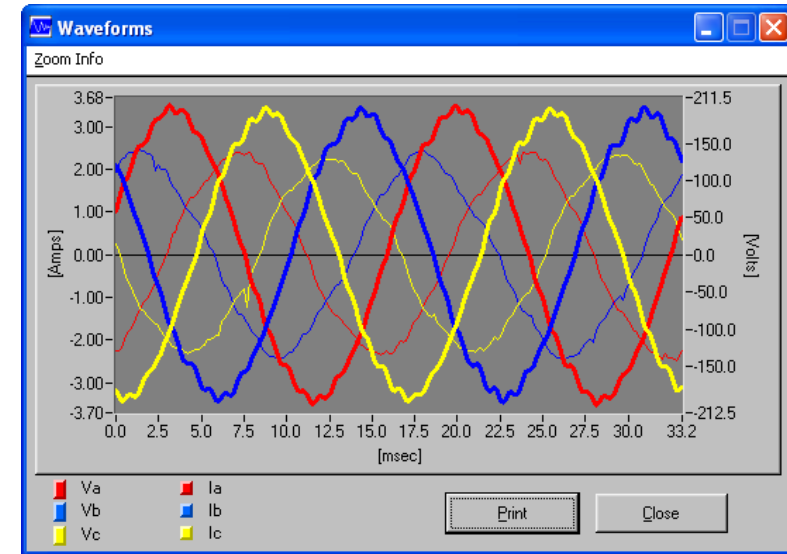 Waveforms
Zoom Info
3.68
3.00
2.00
1.00
0.00
-1.00
-2.00
-3.00
-3.70
[Amps]
211.5
150.0
100.0
50.0
0.0
-50.0
-100.0
-150.0
-212.5
[Volts]
0.0 2.5 5.0 7.5 10.0 12.5 15.0 17.5 20.0 22.5 25.0 27.5 30.0 33.2
[msec]
Va Ia
Vb Ib
Vc Ic
Print Close